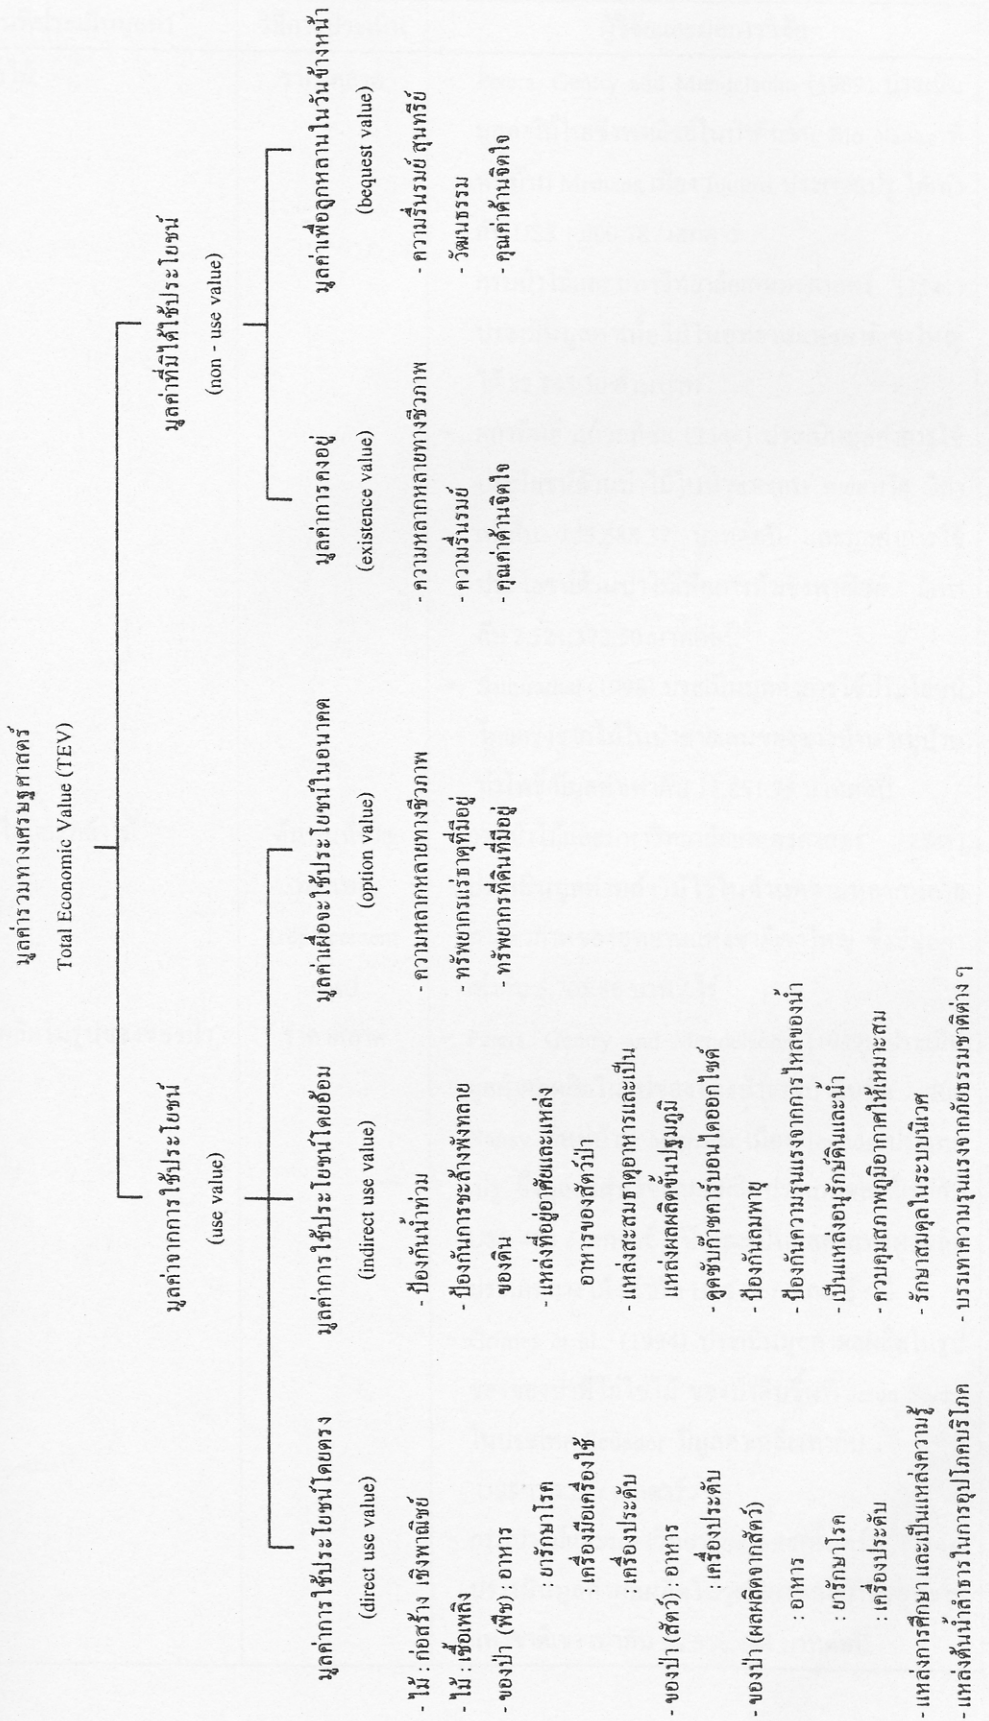 มูลค่ารวมทางเศรษฐศาสตร์
Total Economic Value (TEV)
มูลค่าจากการใช้ประโยชน์
(use value)
มูลค่าที่มิได้ใช้ประโยชน์
(non - use value)
มูลค่าการใช้ประโยชน์โดยตรง
(direct use value)
- ไม้ : ก่อสร้าง เชิงพาณิชย์
- ไม้ : เชื้อเพลิง
- ของป่า (พืช) : อาหาร
: ยารักษาโรค
: เครื่องมือเครื่องใช้
: เครื่องประดับ
- ของป่า (สัตว์) : อาหาร
: เครื่องประดับ
- ของป่า (ผลผลิตจากสัตว์)
: อาหาร
: ยารักษาโรค
: เครื่องประดับ
- แหล่งการศึกษา และเป็นแหล่งความรู้
- แหล่งต้นน้ำลำธารในการอุปโภคบริโภค
มูลค่าการใช้ประโยชน์โดยอ้อม
(indirect use value)
- ป้องกันน้ำท่วม
- ป้องกันการชะล้างพังทลาย
ของดิน
- แหล่งที่อยู่อาศัยและแหล่ง
อาหารของสัตว์ป่า
- แหล่งสะสมธาตุอาหารและเป็น
แหล่งผลผลิตขั้นปฐมภูมิ
- ดูดซับก๊าซคาร์บอนไดออกไซด์
- ป้องกันลมพายุ
- ป้องกันความรุนแรงจากการไหลของน้ำ
- เป็นแหล่งอนุรักษ์ดินและน้ำ
- ควบคุมสภาพภูมิอากาศให้เหมาะสม
- รักษาสมดุลในระบบนิเวศ
- บรรเทาความรุนแรงจากภัยธรรมชาติต่าง ๆ
มูลค่าเผื่อจะใช้ประโยชน์ในอนาคต
(option value)
- ความหลากหลายทางชีวภาพ
- ทรัพยากรแร่ธาตุที่มีอยู่
- ทรัพยากรที่ดินที่มีอยู่
มูลค่าการคงอยู่
(existence value)
- ความหลากหลายทางชีวภาพ
- ความรื่นรมย์
- คุณค่าด้านจิตใจ
มูลค่าเพื่อลูกหลานในวันข้างหน้า
(bequest value)
- ความรื่นรมย์ สุนทรีย์
- วัฒนธรรม
- คุณค่าด้านจิตใจ